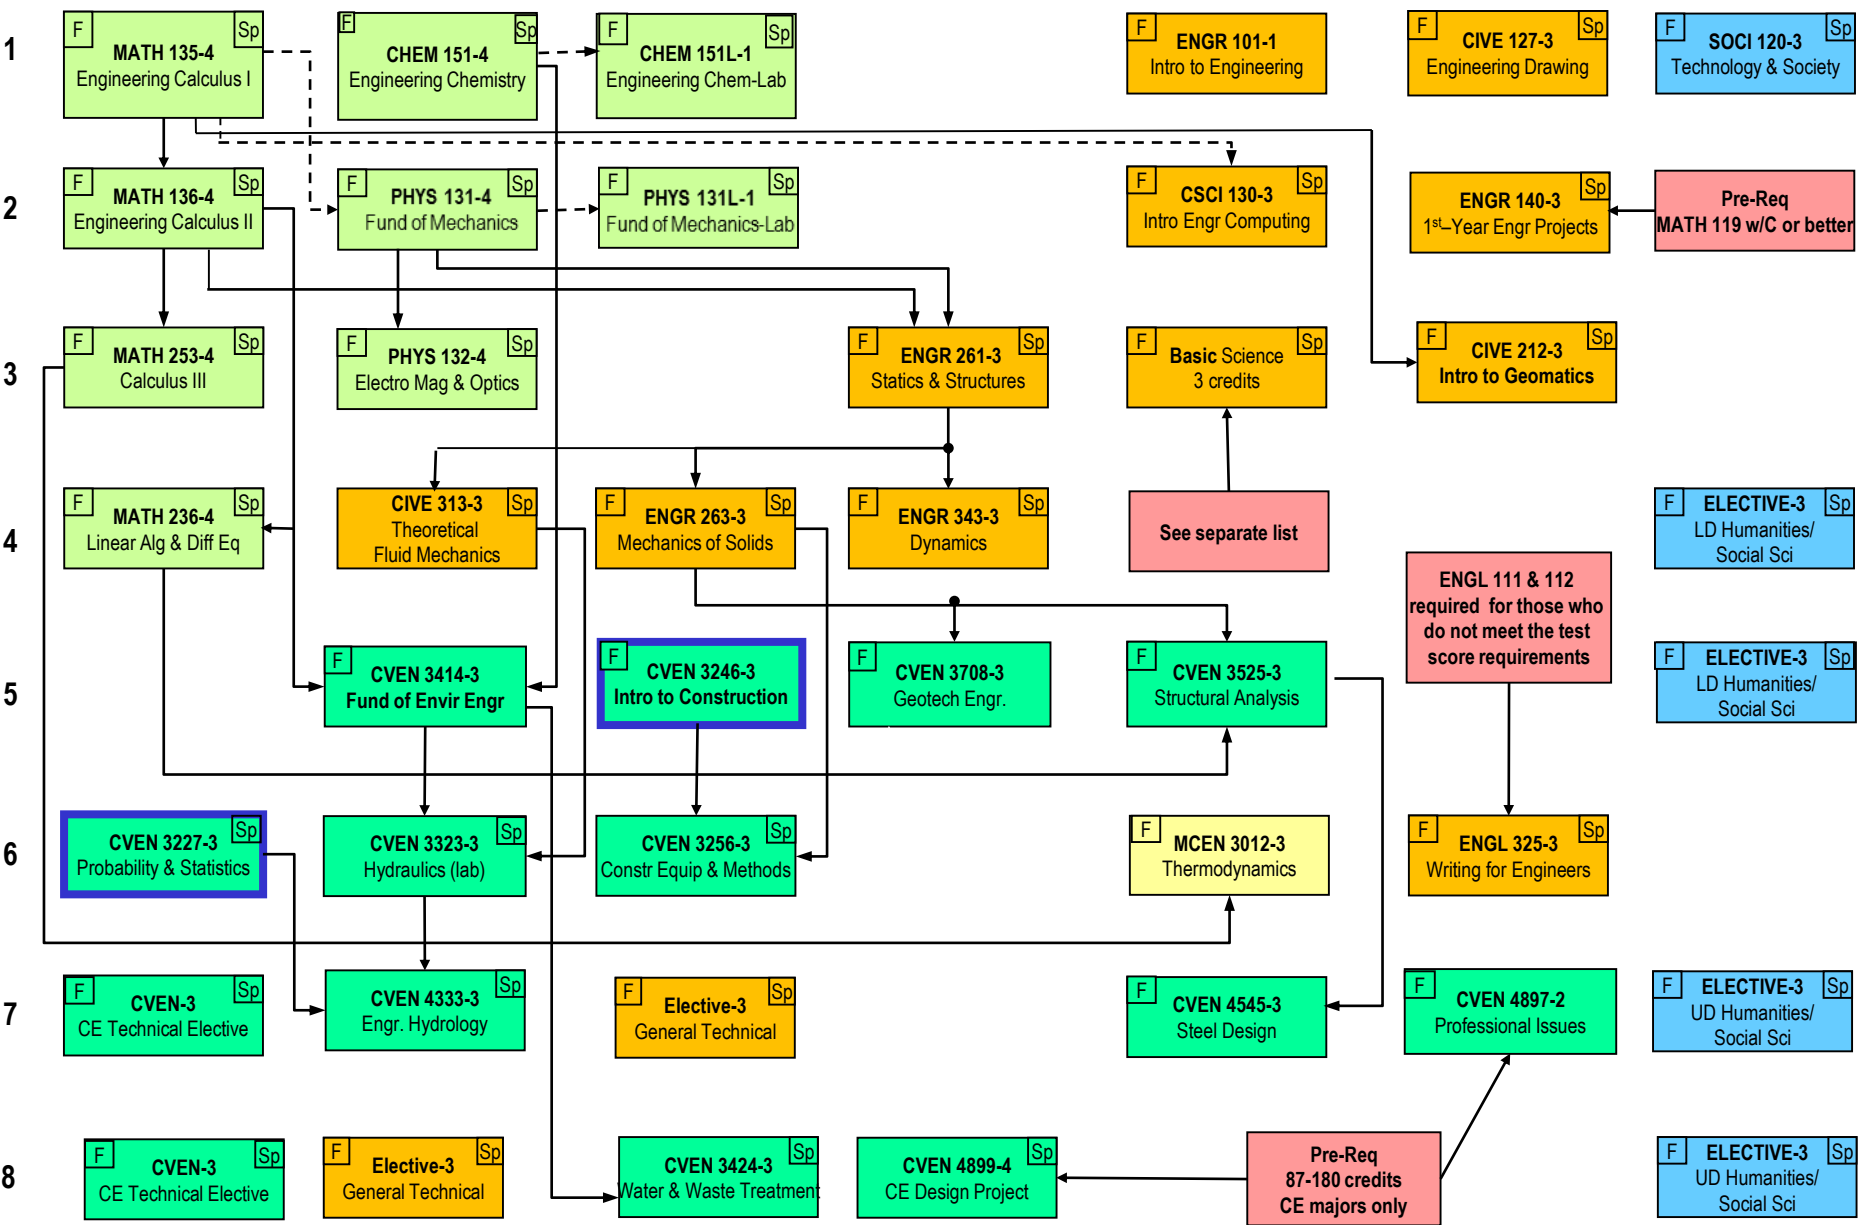 1
F
Sp
MATH 135-4
Engineering Calculus I
F
Sp
CHEM 151-4
Engineering Chemistry
F
Sp
CHEM 151L-1
Engineering Chem-Lab
F
ENGR 101-1
Intro to Engineering
F
Sp
CIVE 127-3
Engineering Drawing
F
Sp
SOCI 120-3
Technology & Society
2
F
Sp
MATH 136-4
Engineering Calculus II
F
Sp
PHYS 131-4
Fund of Mechanics
F
Sp
PHYS 131L-1
Fund of Mechanics-Lab
F
Sp
CSCI 130-3
Intro Engr Computing
Sp
ENGR 140-3
1st–Year Engr Projects
Pre-Req
MATH 119 w/C or better
3
F
Sp
MATH 253-4
Calculus III
F
Sp
PHYS 132-4
Electro Mag & Optics
F
Sp
ENGR 261-3
Statics & Structures
F
Sp
Basic Science
3 credits
F
Sp
CIVE 212-3
Intro to Geomatics
4
F
Sp
MATH 236-4
Linear Alg & Diff Eq
Sp
CIVE 313-3
Theoretical
Fluid Mechanics
F
Sp
ENGR 263-3
Mechanics of Solids
F
Sp
ENGR 343-3
Dynamics
See separate list
ENGL 111 & 112
required for those who
do not meet the test
score requirements
F
Sp
ELECTIVE-3
LD Humanities/
Social Sci
5
F
CVEN 3414-3
Fund of Envir Engr
F
CVEN 3246-3
Intro to Construction
F
CVEN 3708-3
Geotech Engr.
F
CVEN 3525-3
Structural Analysis
F
Sp
ELECTIVE-3
LD Humanities/
Social Sci
6
Sp
CVEN 3227-3
Probability & Statistics
Sp
CVEN 3323-3
Hydraulics (lab)
Sp
CVEN 3256-3
Constr Equip & Methods
F
MCEN 3012-3
Thermodynamics
F
Sp
ENGL 325-3
Writing for Engineers
7
F
Sp
CVEN-3
CE Technical Elective
Sp
CVEN 4333-3
Engr. Hydrology
F
Sp
Elective-3
General Technical
F
CVEN 4545-3
Steel Design
F
CVEN 4897-2
Professional Issues
F
Sp
ELECTIVE-3
UD Humanities/
Social Sci
8
F
Sp
CVEN-3
CE Technical Elective
F
Sp
Elective-3
General Technical
Sp
CVEN 3424-3
Water & Waste Treatment
Sp
CVEN 4899-4
CE Design Project
Pre-Req
87-180 credits
CE majors only
F
Sp
ELECTIVE-3
UD Humanities/
Social Sci